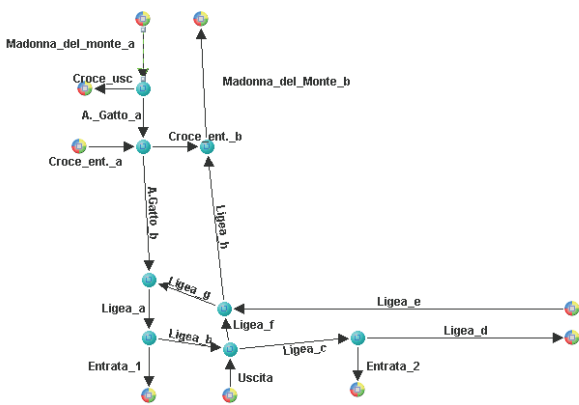 Madonna_del_monte_a
Croce_usc
Madonna_del_Monte_b
A._Gatto_a
Croce_ent._b
Croce_ent._a
A.Gatto_b
Ligea_h
Ligea_g
Ligea_a
Ligea_e
Ligea_f
Ligea_b
Ligea_d
Ligea_c
Entrata_1
Entrata_2
Uscita